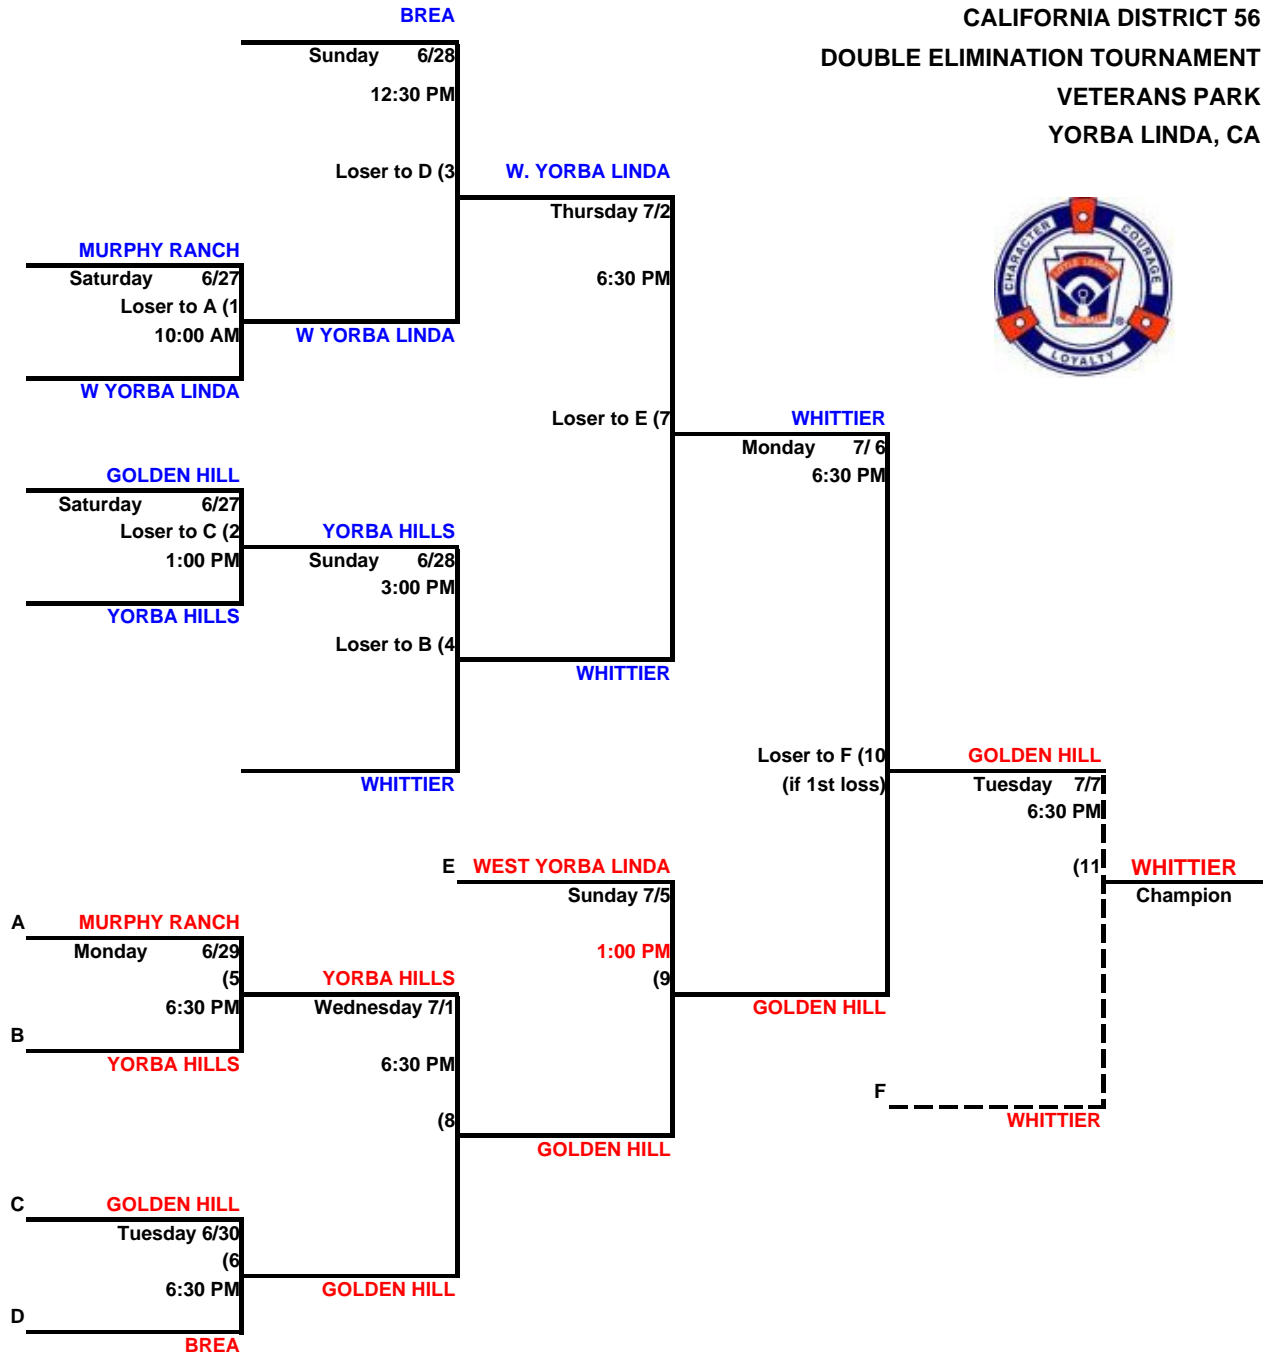 BREA
CALIFORNIA DISTRICT 56
Sunday 6/28
DOUBLE ELIMINATION TOURNAMENT
12:30 PM
VETERANS PARK
YORBA LINDA, CA
Loser to D (3
W. YORBA LINDA
Thursday 7/2
MURPHY RANCH
Saturday 6/27
6:30 PM
Loser to A (1
10:00 AM
W YORBA LINDA
W YORBA LINDA
CHARACTER
COURAGE
LOYALTY
LITTLE LEAGUE
®
Loser to E (7
WHITTIER
Monday 7/ 6
6:30 PM
GOLDEN HILL
Saturday 6/27
Loser to C (2
YORBA HILLS
1:00 PM
Sunday 6/28
3:00 PM
YORBA HILLS
Loser to B (4
WHITTIER
Loser to F (10
GOLDEN HILL
WHITTIER
(if 1st loss)
Tuesday 7/7
6:30 PM
E WEST YORBA LINDA
(11 WHITTIER
Sunday 7/5
Champion
A MURPHY RANCH
Monday 6/29
1:00 PM
(5
YORBA HILLS
(9
6:30 PM
Wednesday 7/1
GOLDEN HILL
B
YORBA HILLS
6:30 PM
F
(8
WHITTIER
GOLDEN HILL
C GOLDEN HILL
Tuesday 6/30
(6
6:30 PM
GOLDEN HILL
D
BREA